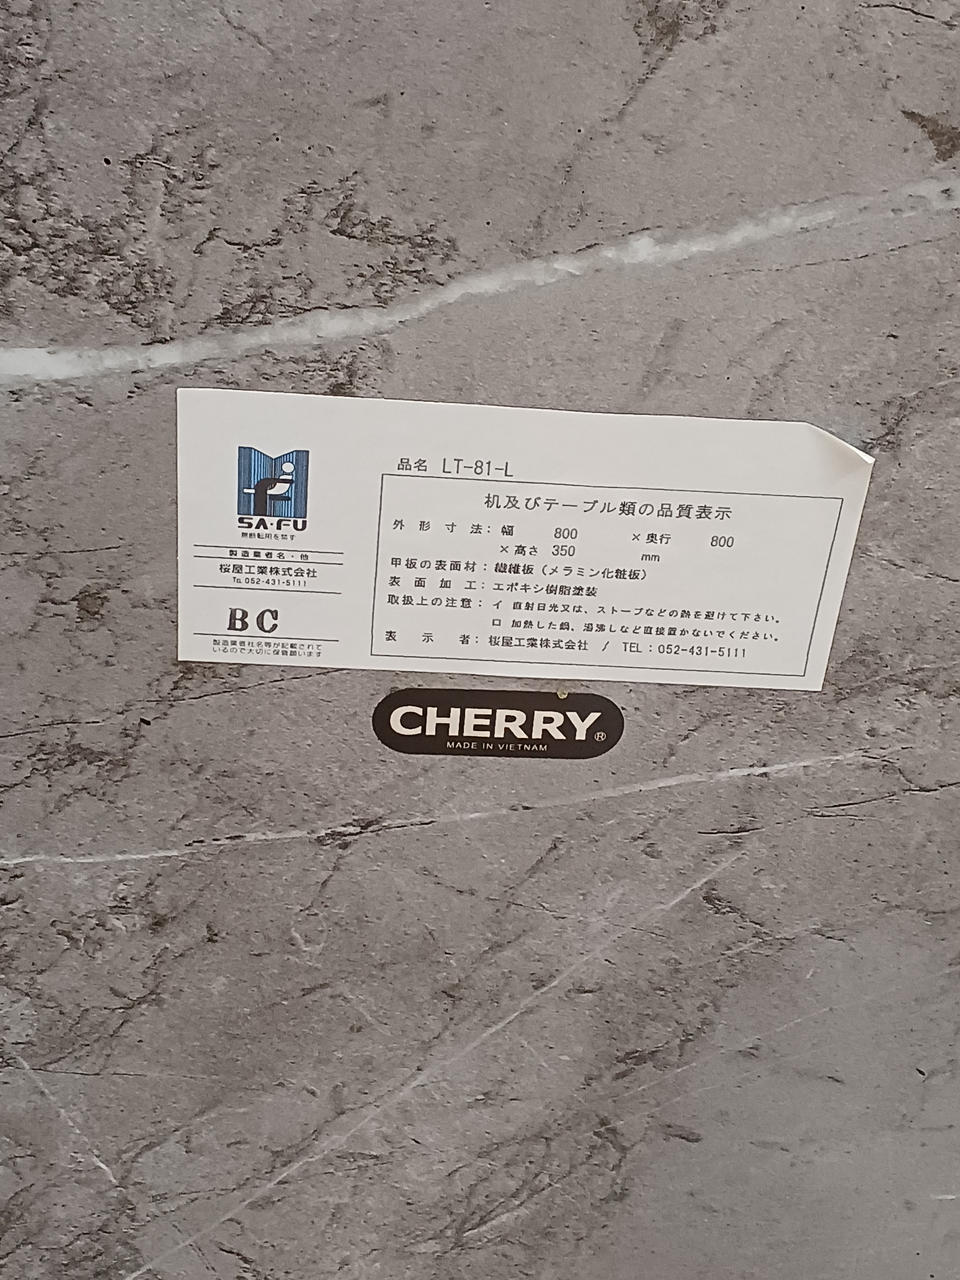 SA·FU
無断転用を禁ず
製造業者名・他
桜屋工業株式会社
TEL 052-431-5111
BC
製造業者社名等が記載されて
いるので大切に保管願います
品名 LT-81-L
机及びテーブル類の品質表示
外形寸法：幅 800 ×奥行 800
×高さ 350 mm
甲板の表面材：繊維板（メラミン化粧板）
表面加工：エポキシ樹脂塗装
取扱上の注意：イ 直射日光又は、ストーブなどの熱を避けて下さい。
ロ 加熱した鍋、湯沸しなど直接置かないでください。
表示者：桜屋工業株式会社 / TEL：052-431-5111
CHERRY®
MADE IN VIETNAM